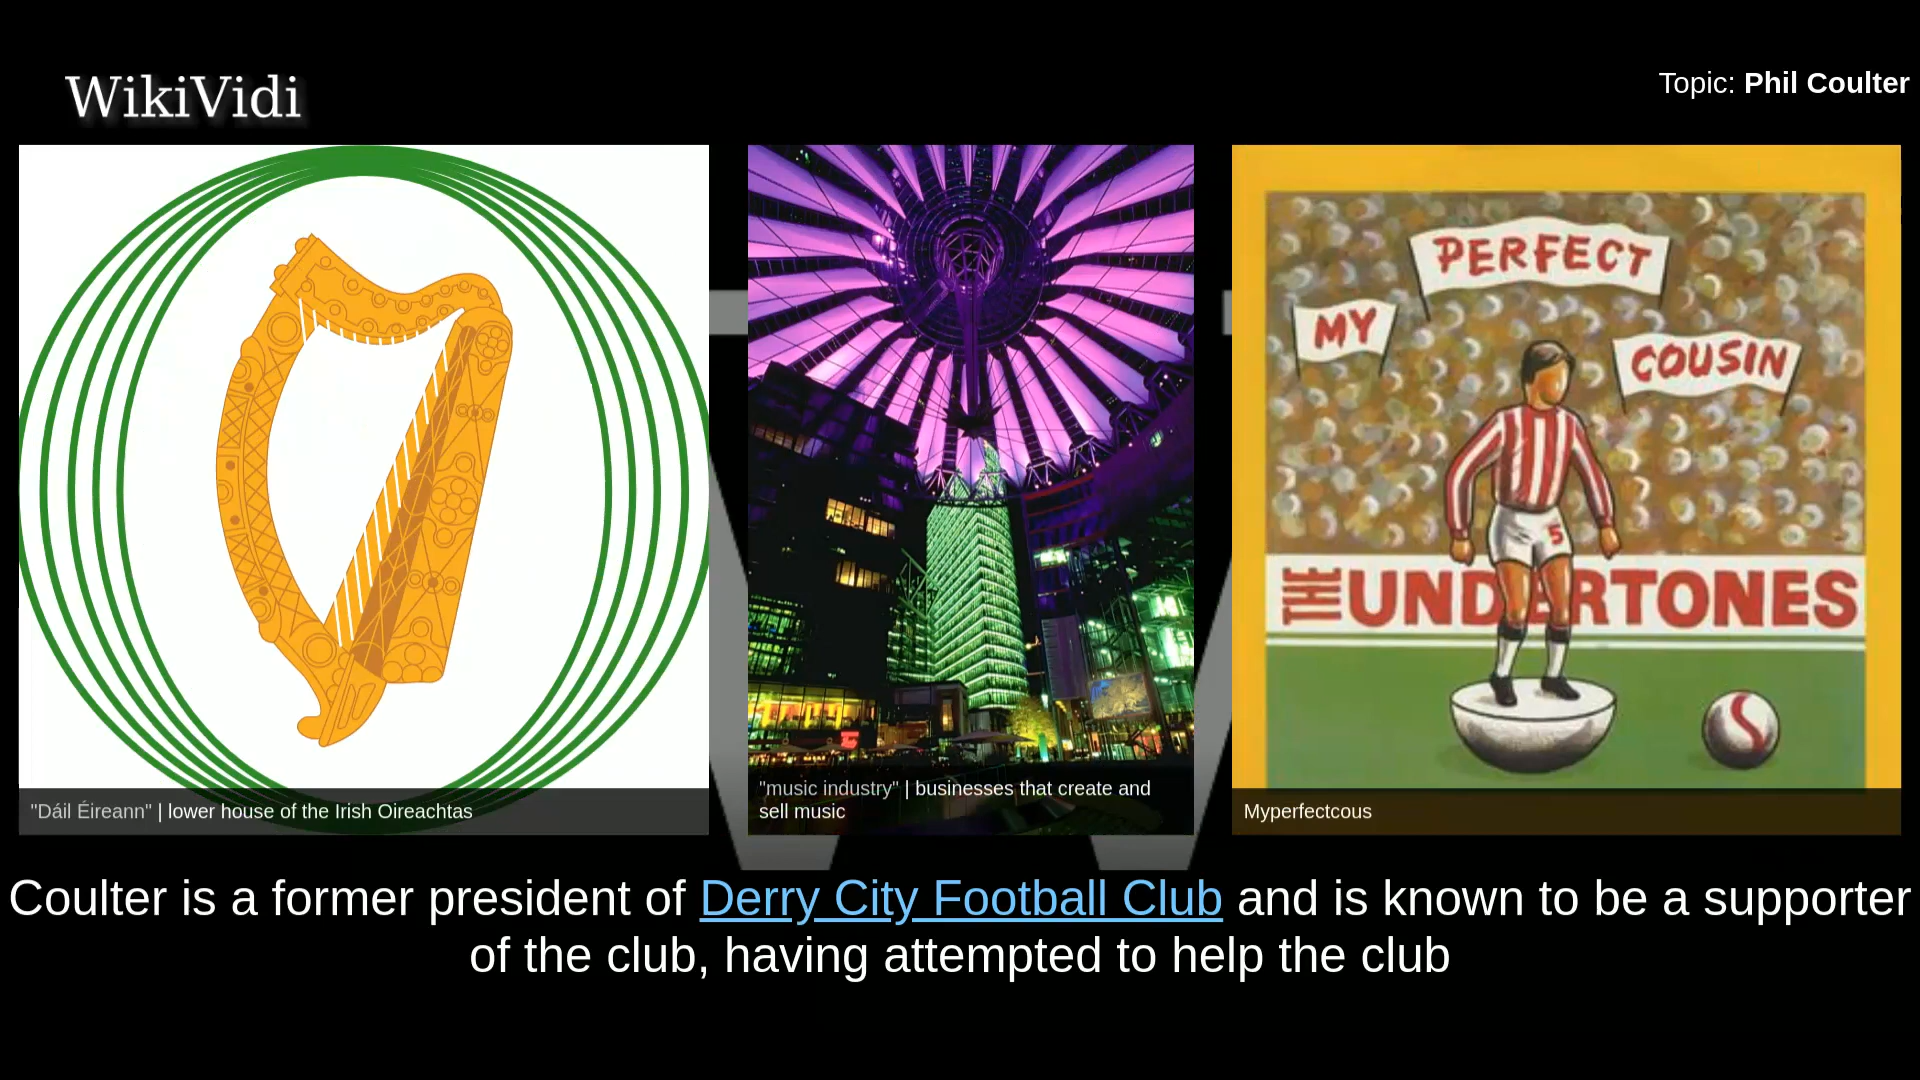 WikiVidi
Topic: Phil Coulter
PERFECT
MY
COUSIN
5
THE UNDERTONES
"Dáil Éireann" | lower house of the Irish Oireachtas
"music industry" | businesses that create and
sell music
Myperfectcous
Coulter is a former president of Derry City Football Club and is known to be a supporter
of the club, having attempted to help the club